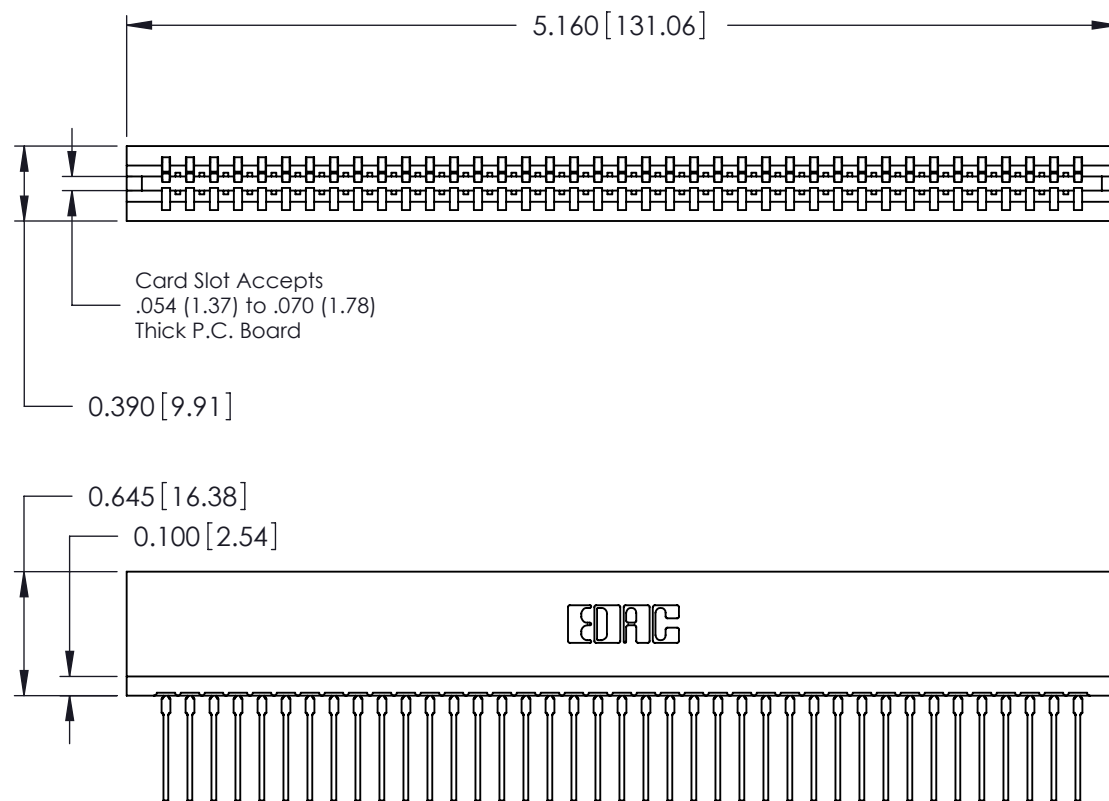 5.160 [131.06]
Card Slot Accepts
.054 (1.37) to .070 (1.78)
Thick P.C. Board
0.390 [9.91]
0.645 [16.38]
0.100 [2.54]
EDAC